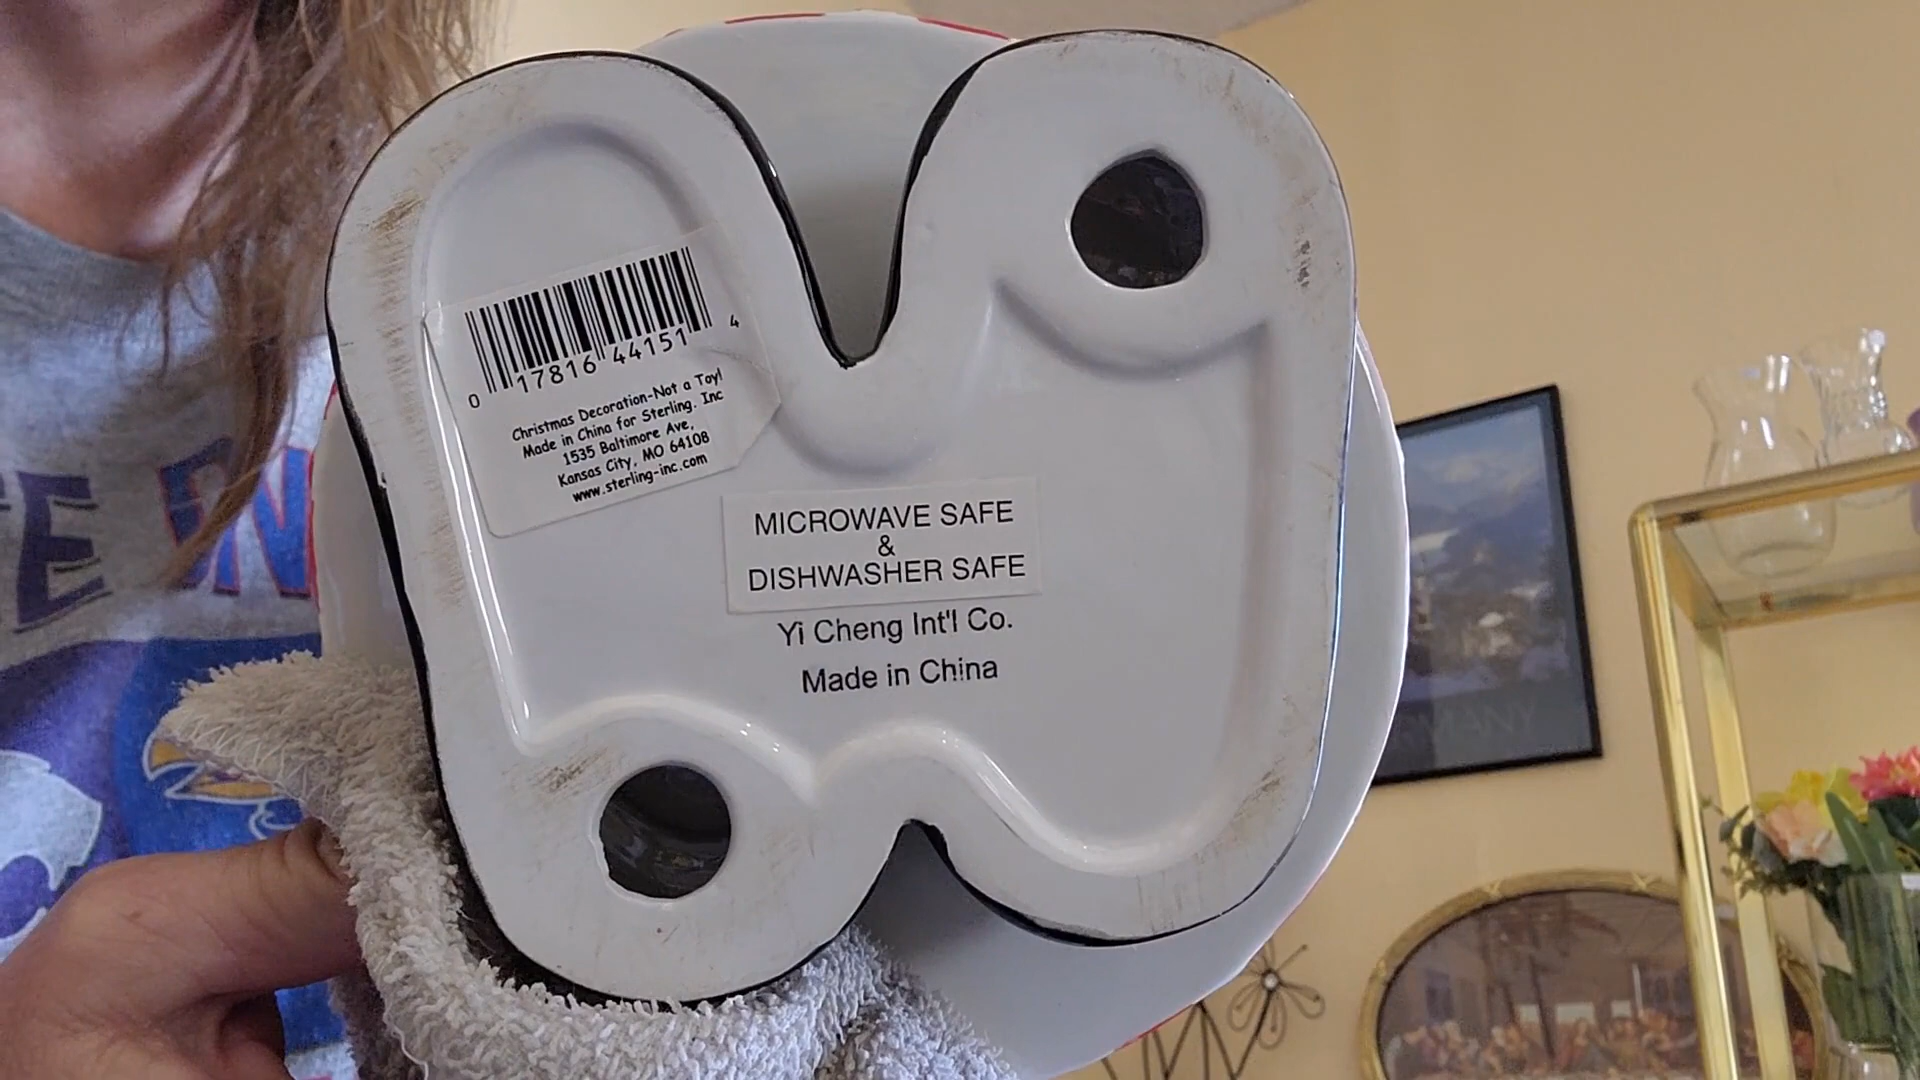 0 17816 44151 4
Christmas Decoration-Not a Toy!
Made in China for Sterling. Inc
1535 Baltimore Ave,
Kansas City, MO 64108
www.sterling-inc.com
MICROWAVE SAFE
&
DISHWASHER SAFE
Yi Cheng Int'l Co.
Made in China